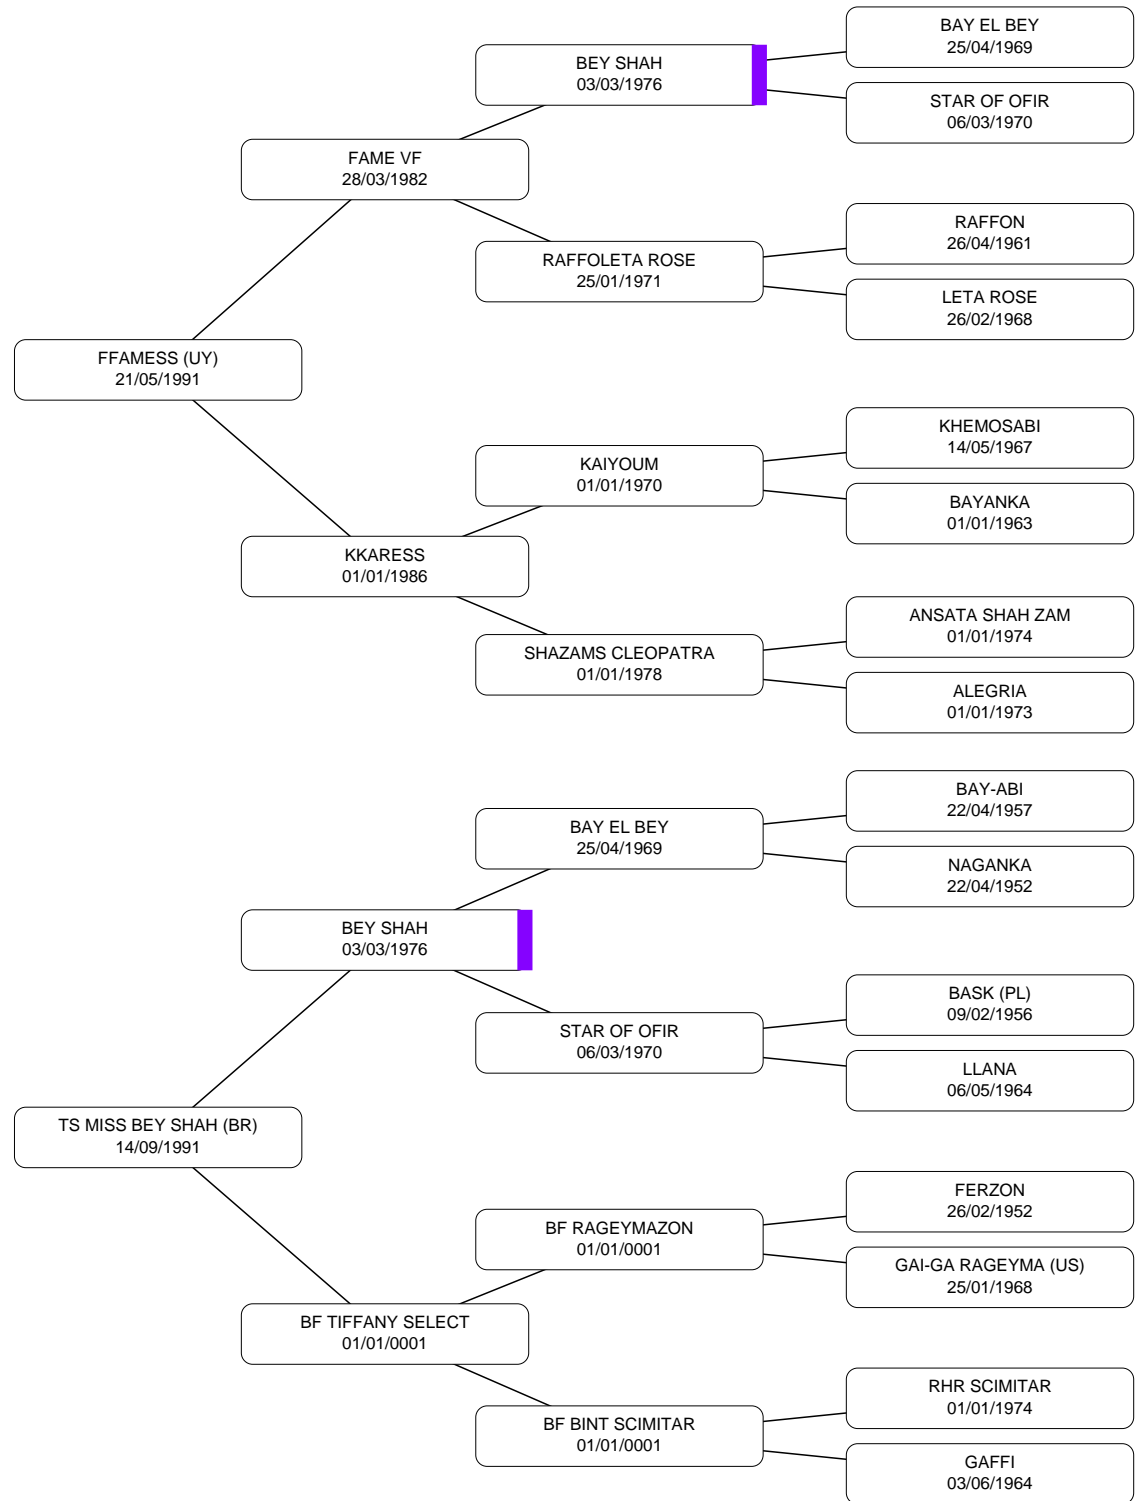 BAY EL BEY
25/04/1969
BEY SHAH
03/03/1976
STAR OF OFIR
06/03/1970
FAME VF
28/03/1982
RAFFON
26/04/1961
RAFFOLETA ROSE
25/01/1971
LETA ROSE
26/02/1968
FFAMESS (UY)
21/05/1991
KHEMOSABI
14/05/1967
KAIYOUM
01/01/1970
BAYANKA
01/01/1963
KKARESS
01/01/1986
ANSATA SHAH ZAM
01/01/1974
SHAZAMS CLEOPATRA
01/01/1978
ALEGRIA
01/01/1973
BAY-ABI
22/04/1957
BAY EL BEY
25/04/1969
NAGANKA
22/04/1952
BEY SHAH
03/03/1976
BASK (PL)
09/02/1956
STAR OF OFIR
06/03/1970
LLANA
06/05/1964
TS MISS BEY SHAH (BR)
14/09/1991
FERZON
26/02/1952
BF RAGEYMAZON
01/01/0001
GAI-GA RAGEYMA (US)
25/01/1968
BF TIFFANY SELECT
01/01/0001
RHR SCIMITAR
01/01/1974
BF BINT SCIMITAR
01/01/0001
GAFFI
03/06/1964